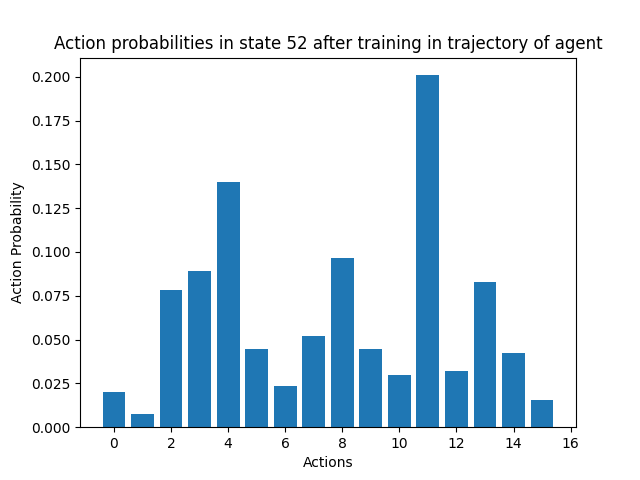 Action probabilities in state 52 after training in trajectory of agent
0.200
0.175
0.150
0.125
0.100
0.075
0.050
0.025
0.000
Action Probability
0 2 4 6 8 10 12 14 16
Actions